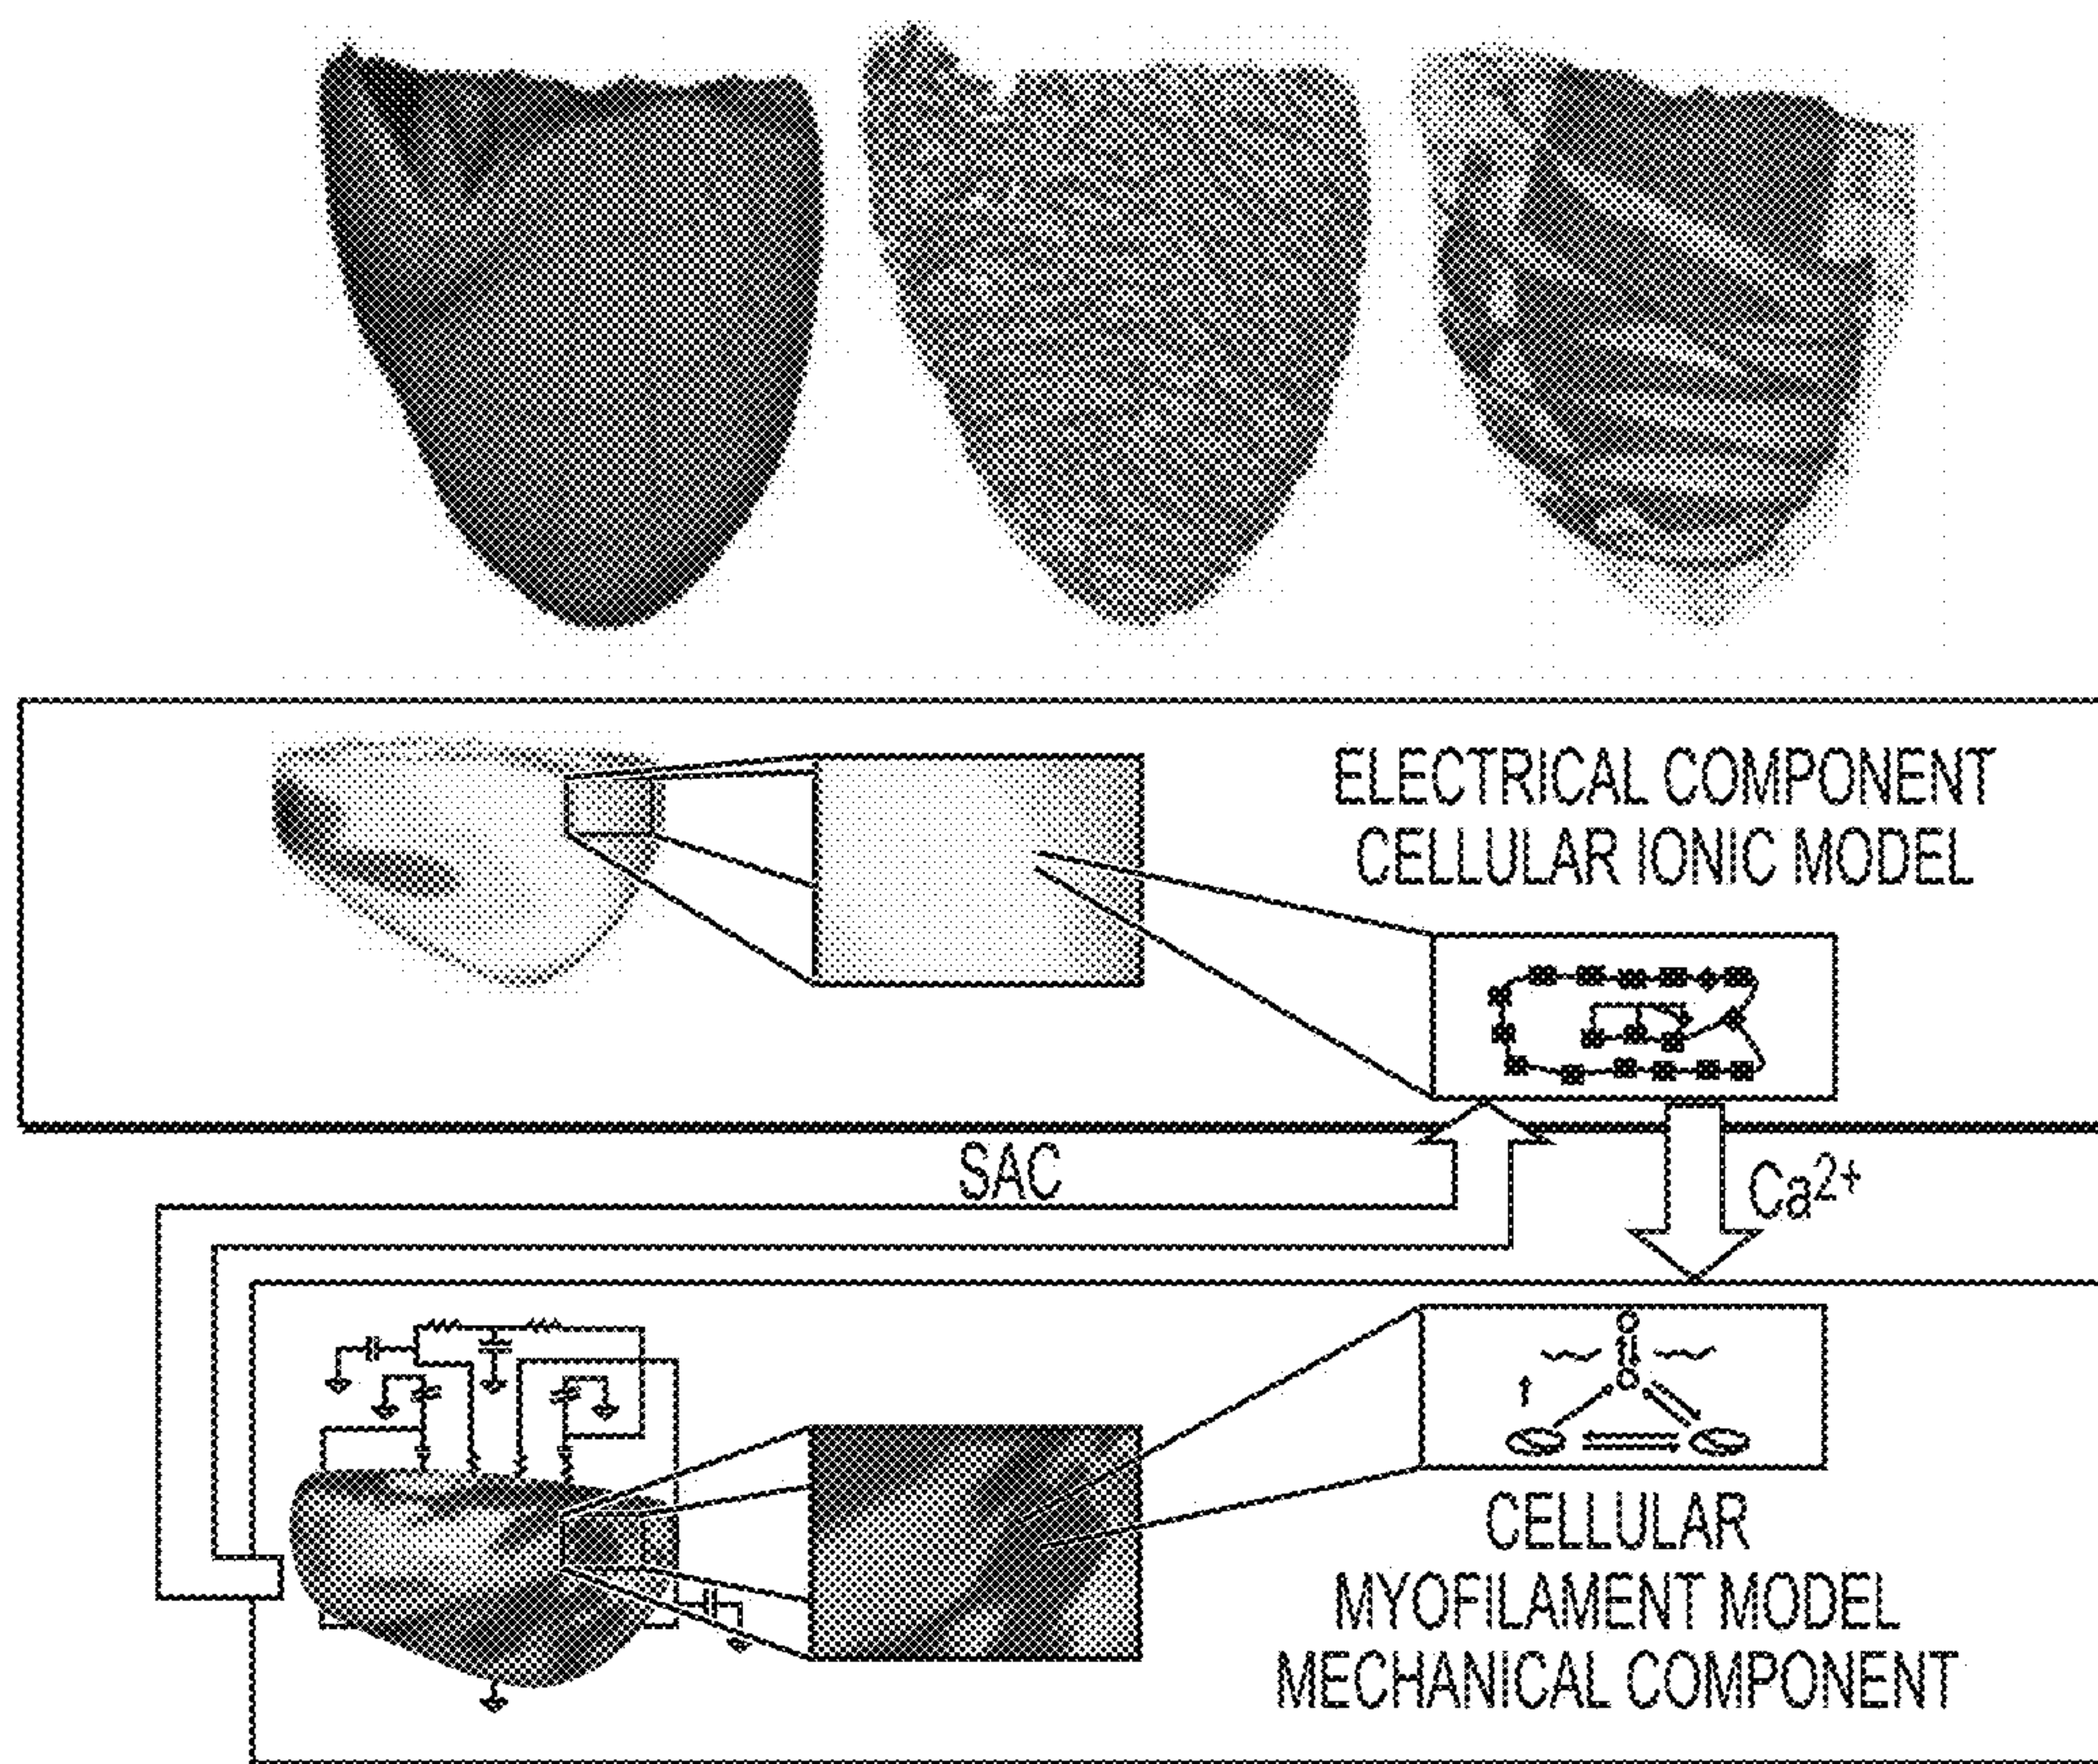 ELECTRICAL COMPONENT
CELLULAR IONIC MODEL
SAC
Ca²⁺
CELLULAR
MYOFILAMENT MODEL
MECHANICAL COMPONENT